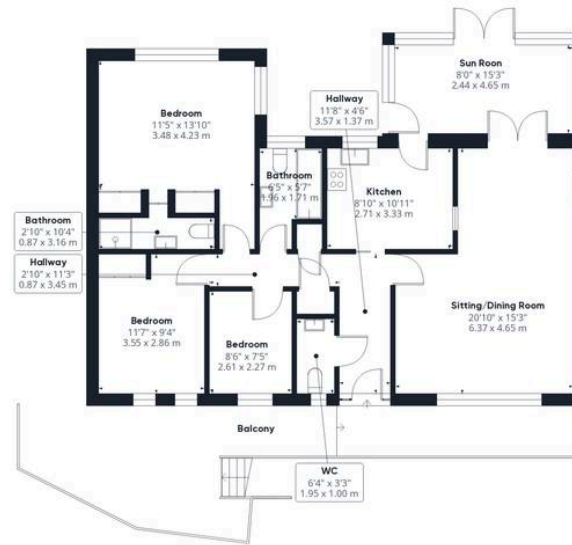 Sun Room
8'0" x 15'3"
2.44 x 4.65 m
Hallway
11'8" x 4'6"
3.57 x 1.37 m
Bedroom
11'5" x 13'10"
3.48 x 4.23 m
Bathroom
6'5" x 5'7"
1.96 x 1.71 m
Kitchen
8'10" x 10'11"
2.71 x 3.33 m
Bathroom
2'10" x 10'4"
0.87 x 3.16 m
Hallway
2'10" x 11'3"
0.87 x 3.45 m
Sitting/Dining Room
20'10" x 15'3"
6.37 x 4.65 m
Bedroom
11'7" x 9'4"
3.55 x 2.86 m
Bedroom
8'6" x 7'5"
2.61 x 2.27 m
Balcony
WC
6'4" x 3'3"
1.95 x 1.00 m